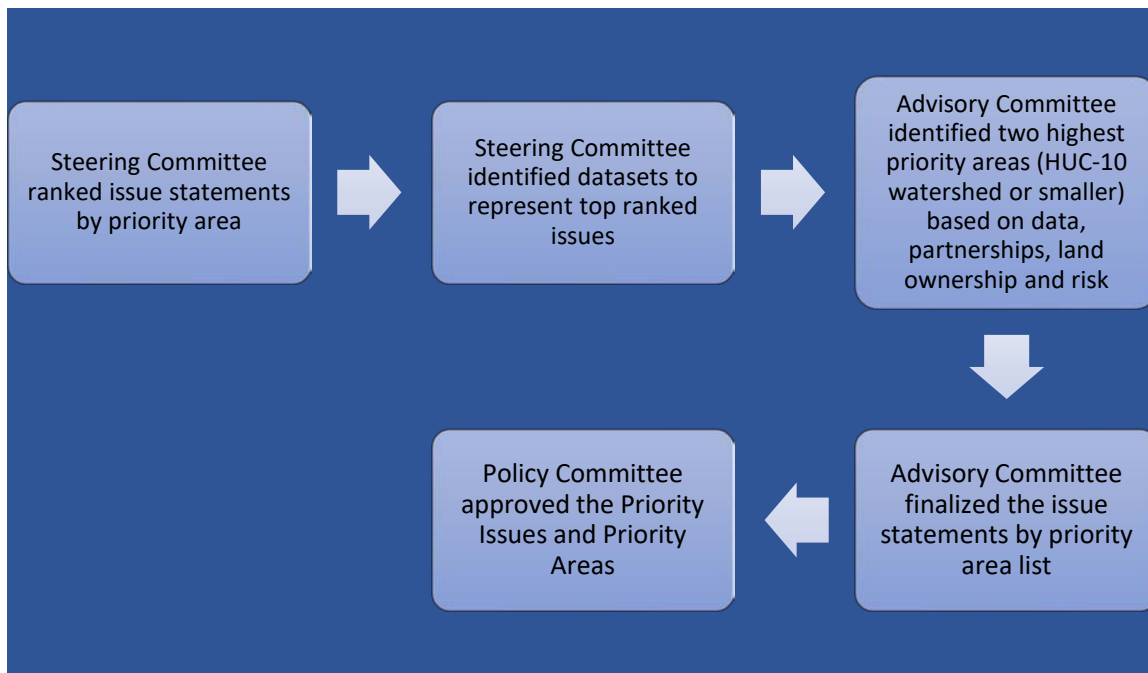 Steering Committee
ranked issue statements
by priority area
Steering Committee
identified datasets to
represent top ranked
issues
Advisory Committee
identified two highest
priority areas (HUC-10
watershed or smaller)
based on data,
partnerships, land
ownership and risk
Advisory Committee
finalized the issue
statements by priority
area list
Policy Committee
approved the Priority
Issues and Priority
Areas